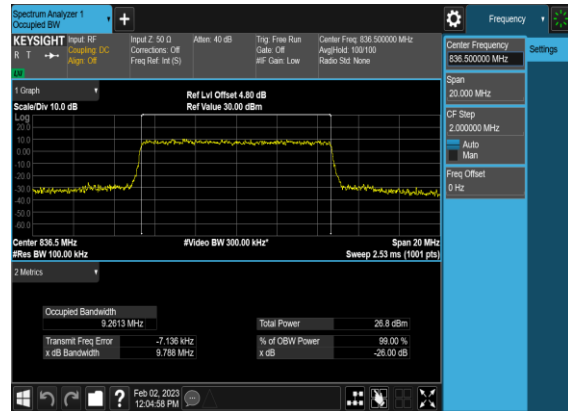 Spectrum Analyzer 1
Occupied BW
+
Frequency
KEYSIGHT
R T
LW
Input: RF
Coupling: DC
Align: Off
Input Z: 50 Ω
Corrections: Off
Freq Ref: Int (S)
Atten: 40 dB
Trig: Free Run
Gate: Off
#IF Gain: Low
Center Freq: 836.500000 MHz
Avg|Hold: 100/100
Radio Std: None
Center Frequency
836.500000 MHz
Settings
Span
20.000 MHz
CF Step
2.000000 MHz
Auto
Man
Freq Offset
0 Hz
1 Graph
Scale/Div 10.0 dB
Ref Lvl Offset 4.80 dB
Ref Value 30.00 dBm
Log
20.0
10.0
0.00
-10.0
-20.0
-30.0
-40.0
-50.0
-60.0
Center 836.5 MHz
#Video BW 300.00 kHz*
Span 20 MHz
#Res BW 100.00 kHz
Sweep 2.53 ms (1001 pts)
2 Metrics
Occupied Bandwidth
9.2613 MHz
Total Power 26.8 dBm
Transmit Freq Error -7.136 kHz
% of OBW Power 99.00 %
x dB Bandwidth 9.788 MHz
x dB -26.00 dB
?
Feb 02, 2023
12:04:58 PM